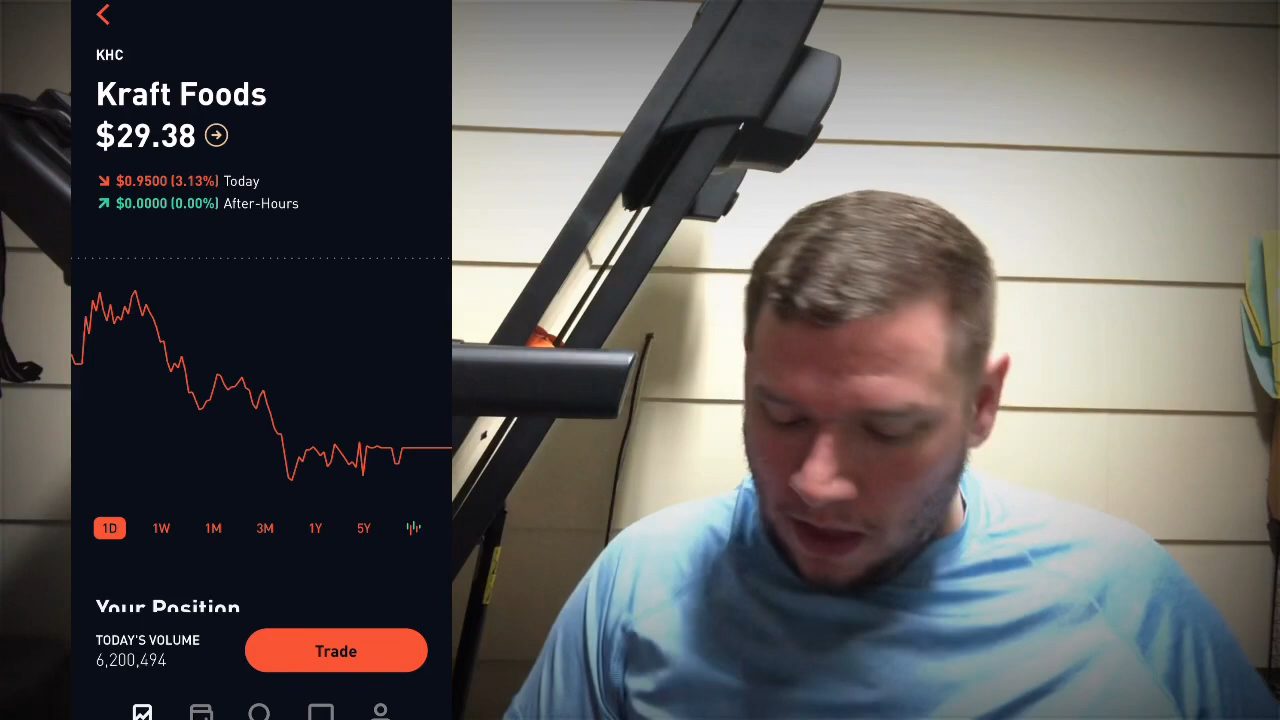 KHC
Kraft Foods
$29.38
$0.9500 (3.13%) Today
$0.0000 (0.00%) After-Hours
1D 1W 1M 3M 1Y 5Y
Your Position
TODAY'S VOLUME
6,200,494
Trade